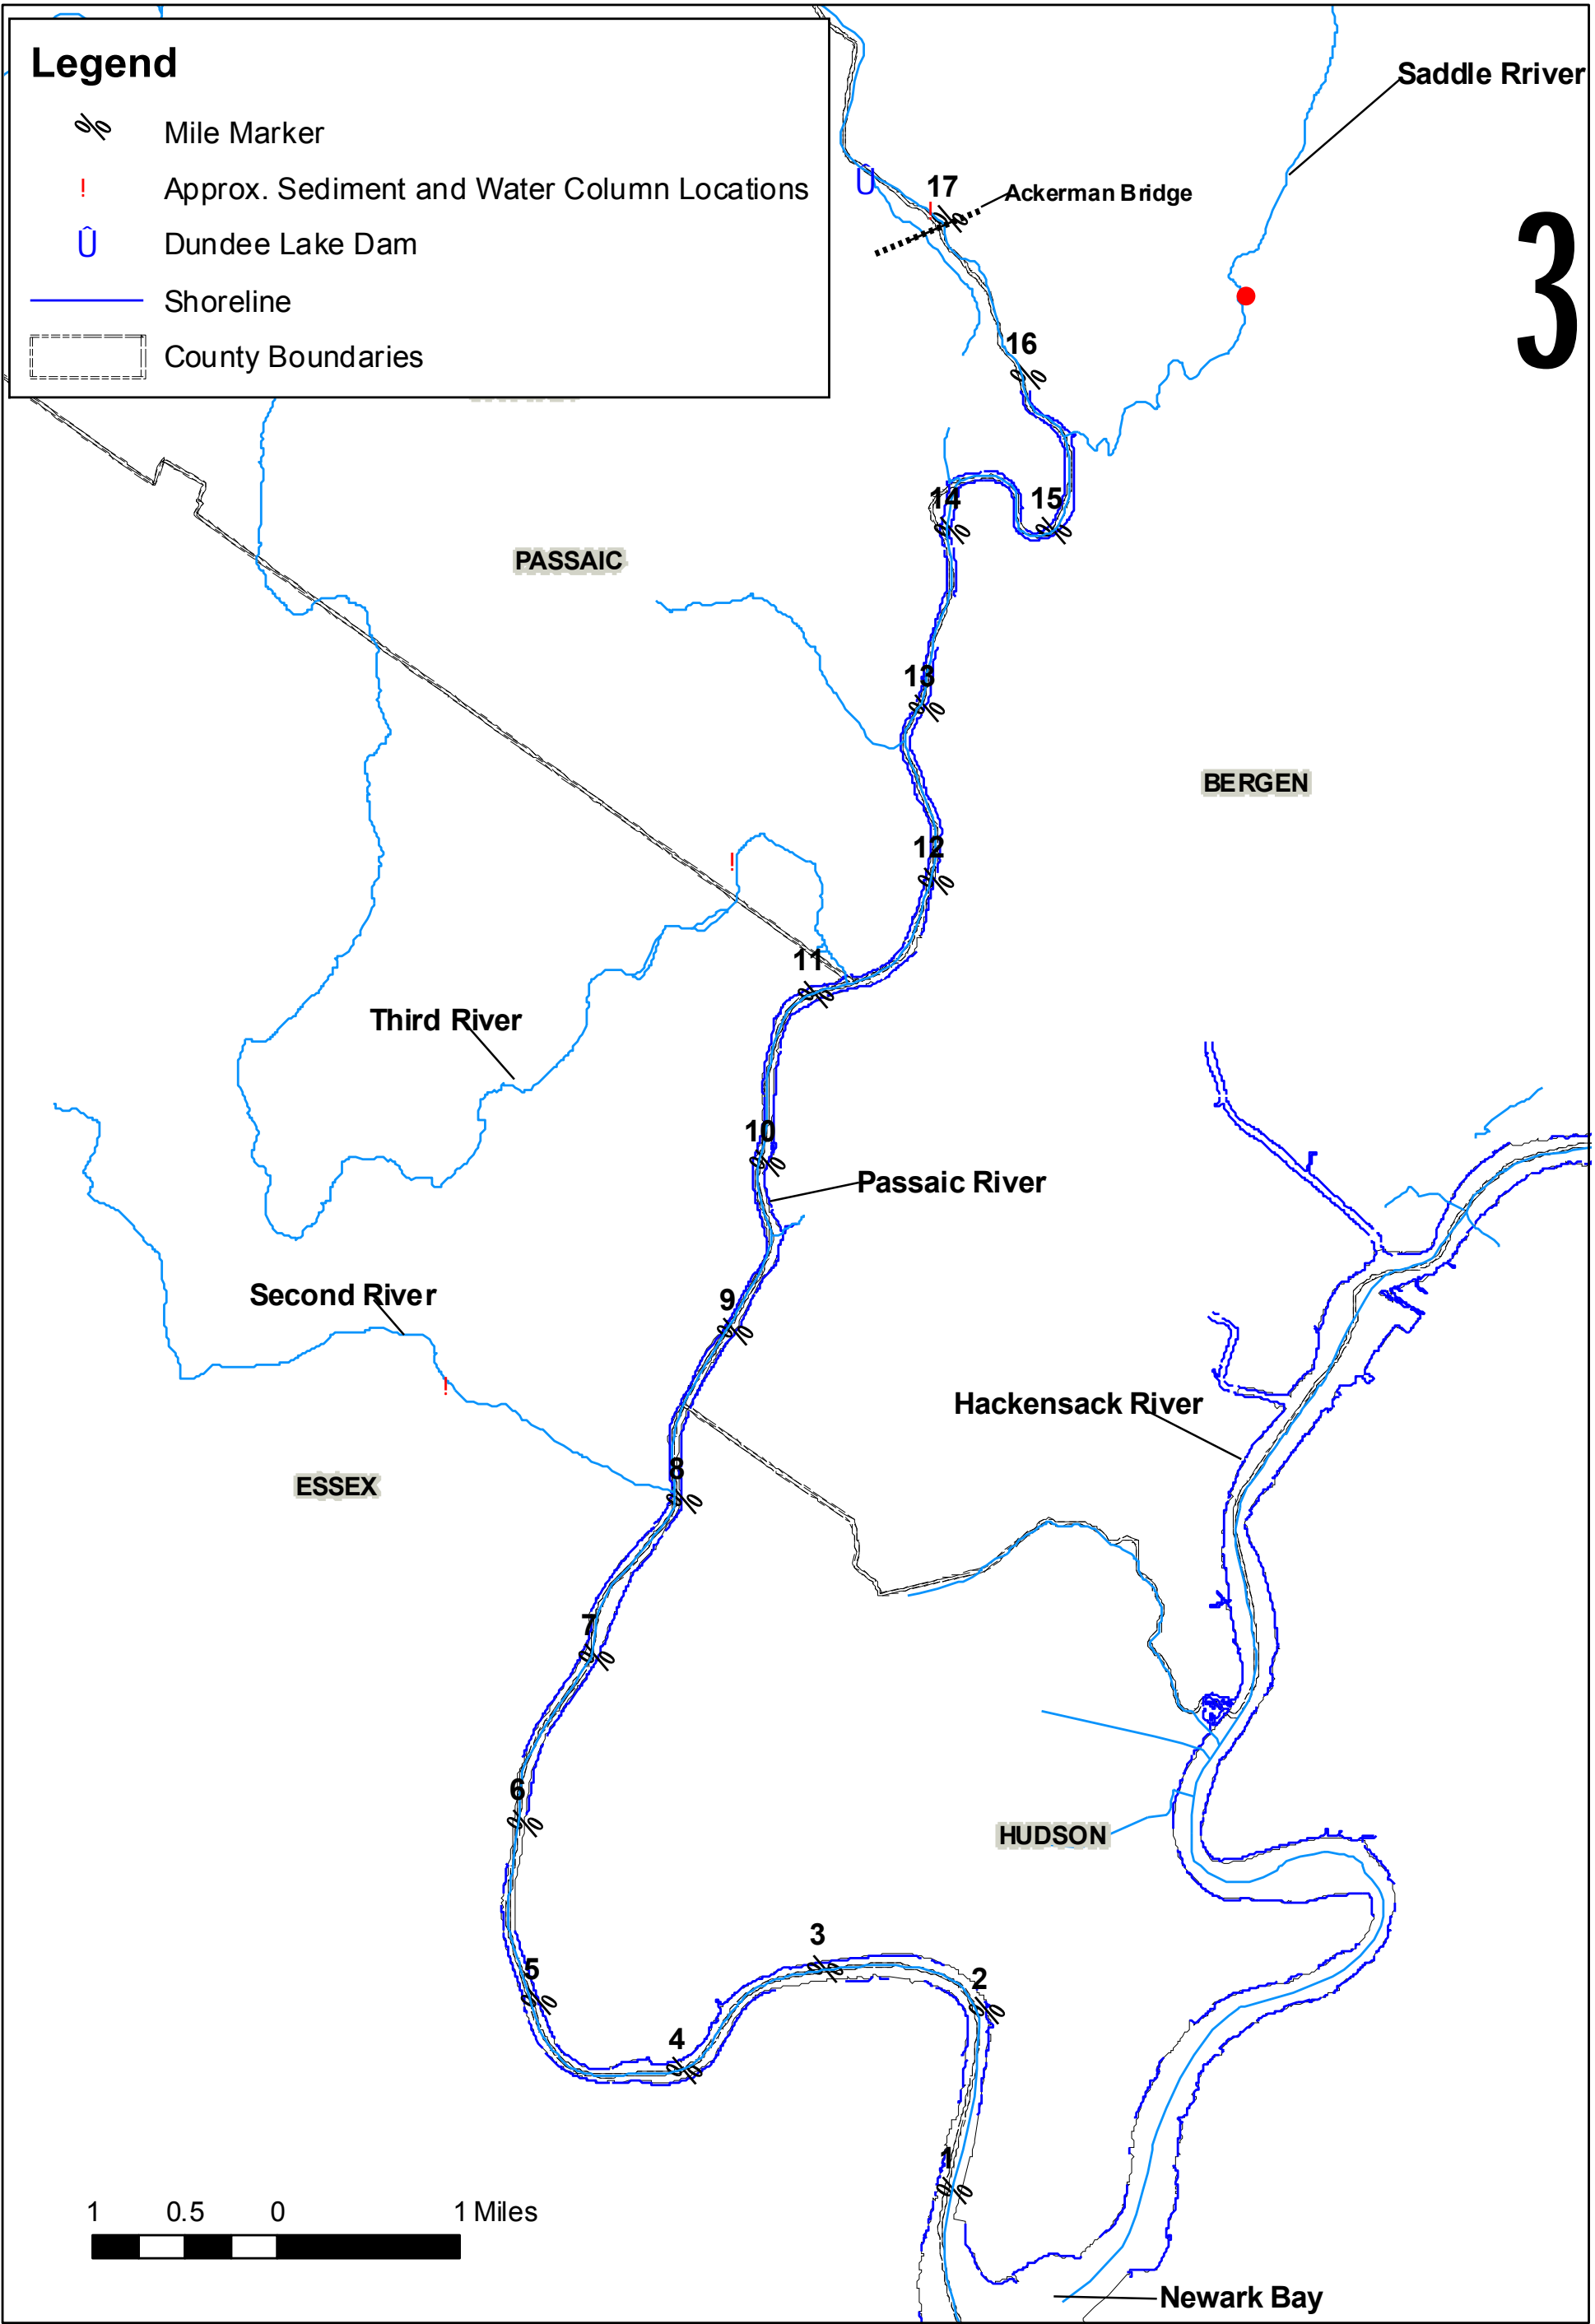 Legend
% Mile Marker
! Approx. Sediment and Water Column Locations
Û Dundee Lake Dam
Shoreline
County Boundaries
Saddle Rriver
17
Ackerman Bridge
3
16
14
15
PASSAIC
13
BERGEN
12
11
Third River
10
Passaic River
Second River
9
Hackensack River
8
ESSEX
7
6
HUDSON
3
5
2
4
1
1 0.5 0 1 Miles
Newark Bay